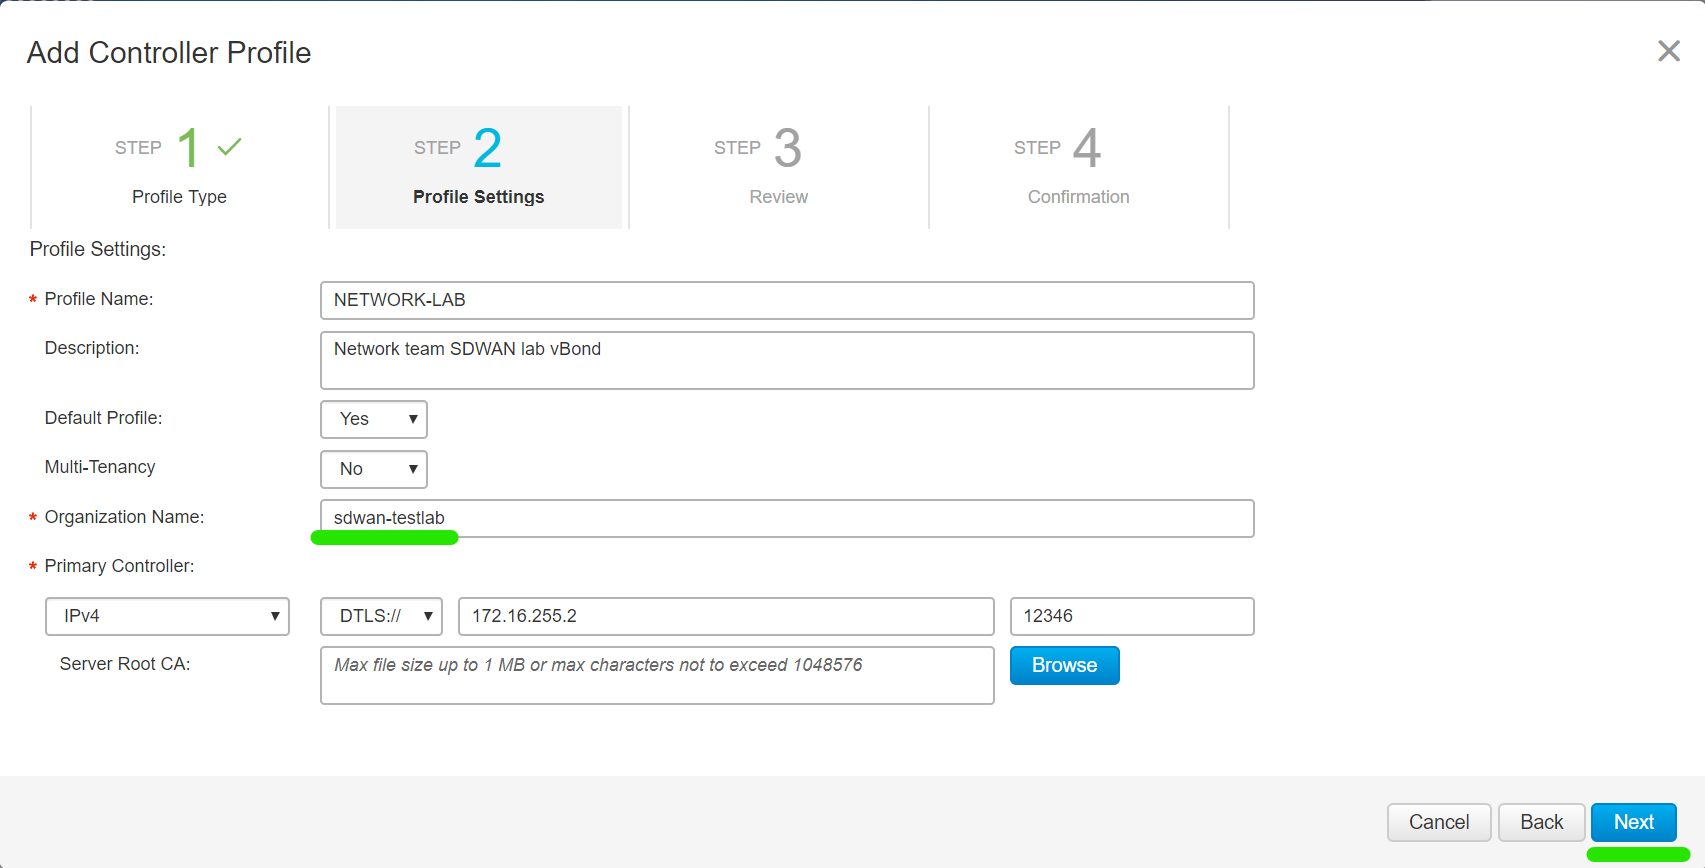 Add Controller Profile
STEP 1
Profile Type
STEP 2
Profile Settings
STEP 3
Review
STEP 4
Confirmation
Profile Settings:
* Profile Name: NETWORK-LAB
Description: Network team SDWAN lab vBond
Default Profile: Yes
Multi-Tenancy No
* Organization Name: sdwan-testlab
* Primary Controller:
IPv4 DTLS:// 172.16.255.2 12346
Server Root CA: Max file size up to 1 MB or max characters not to exceed 1048576 Browse
Cancel Back Next